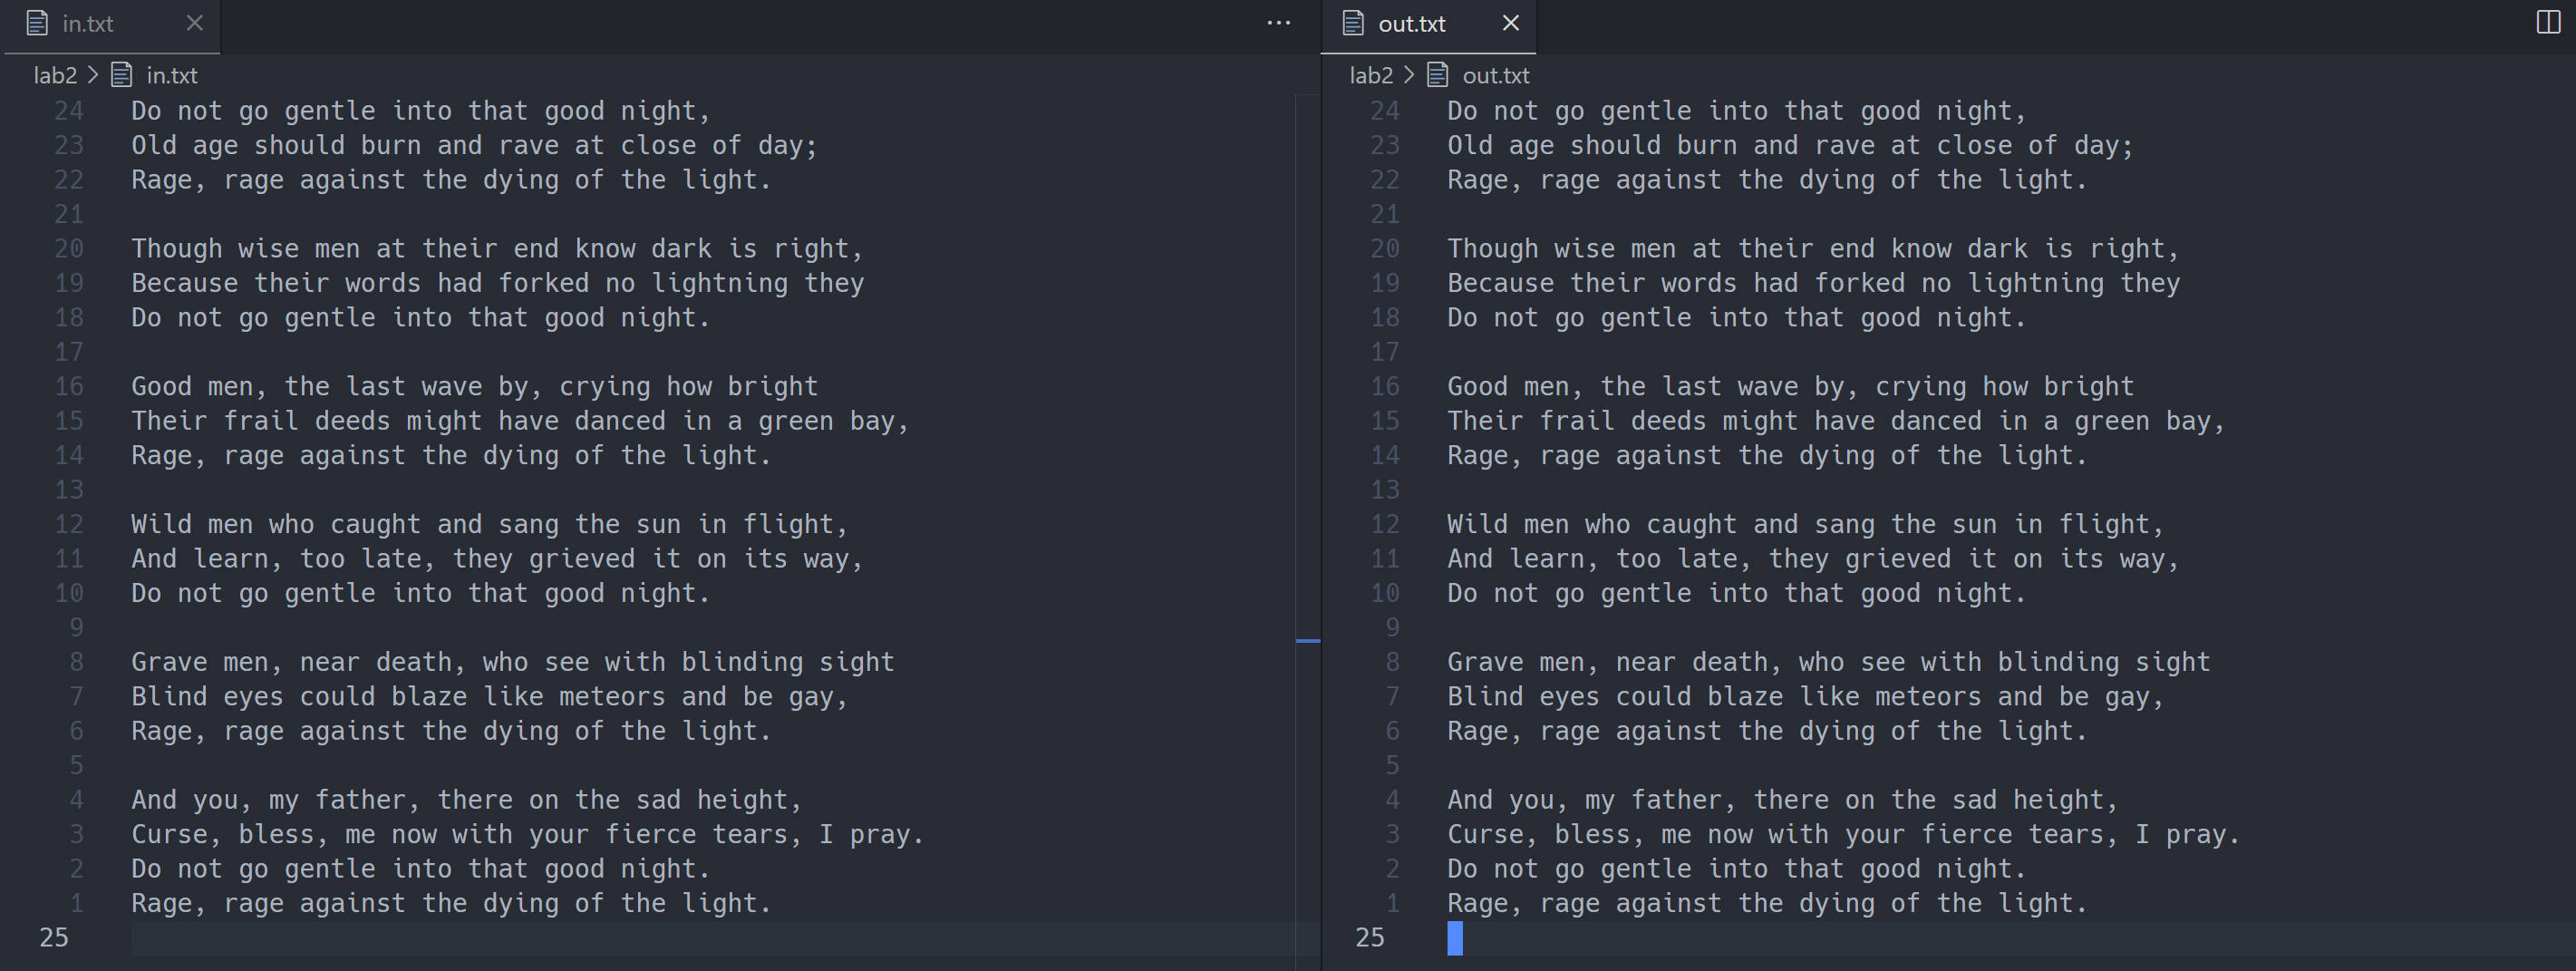 in.txt
lab2 > in.txt
24 Do not go gentle into that good night,
23 Old age should burn and rave at close of day;
22 Rage, rage against the dying of the light.
21
20 Though wise men at their end know dark is right,
19 Because their words had forked no lightning they
18 Do not go gentle into that good night.
17
16 Good men, the last wave by, crying how bright
15 Their frail deeds might have danced in a green bay,
14 Rage, rage against the dying of the light.
13
12 Wild men who caught and sang the sun in flight,
11 And learn, too late, they grieved it on its way,
10 Do not go gentle into that good night.
9
8 Grave men, near death, who see with blinding sight
7 Blind eyes could blaze like meteors and be gay,
6 Rage, rage against the dying of the light.
5
4 And you, my father, there on the sad height,
3 Curse, bless, me now with your fierce tears, I pray.
2 Do not go gentle into that good night.
1 Rage, rage against the dying of the light.
25
out.txt
lab2 > out.txt
24 Do not go gentle into that good night,
23 Old age should burn and rave at close of day;
22 Rage, rage against the dying of the light.
21
20 Though wise men at their end know dark is right,
19 Because their words had forked no lightning they
18 Do not go gentle into that good night.
17
16 Good men, the last wave by, crying how bright
15 Their frail deeds might have danced in a green bay,
14 Rage, rage against the dying of the light.
13
12 Wild men who caught and sang the sun in flight,
11 And learn, too late, they grieved it on its way,
10 Do not go gentle into that good night.
9
8 Grave men, near death, who see with blinding sight
7 Blind eyes could blaze like meteors and be gay,
6 Rage, rage against the dying of the light.
5
4 And you, my father, there on the sad height,
3 Curse, bless, me now with your fierce tears, I pray.
2 Do not go gentle into that good night.
1 Rage, rage against the dying of the light.
25